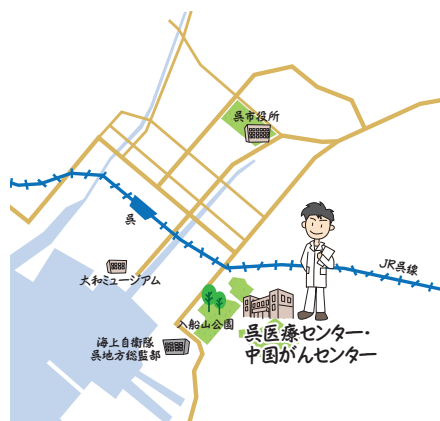 呉市役所
呉
JR呉線
大和ミュージアム
入船山公園
呉医療センター・
中国がんセンター
海上自衛隊
呉地方総監部